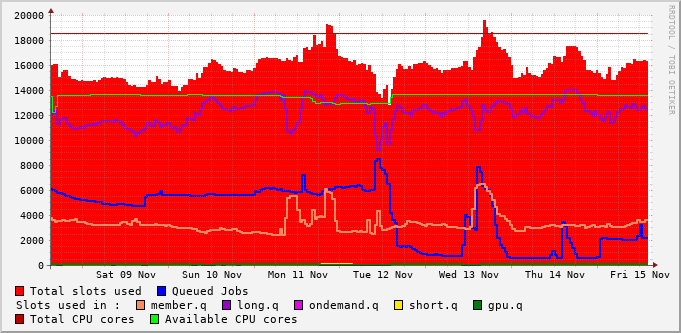 20000
18000
16000
14000
12000
10000
8000
6000
4000
2000
0
Sat 09 Nov Sun 10 Nov Mon 11 Nov Tue 12 Nov Wed 13 Nov Thu 14 Nov Fri 15 Nov
Total slots used Queued Jobs
Slots used in : member.q long.q ondemand.q short.q gpu.q
Total CPU cores Available CPU cores
RRDTOOL / TOBI OETIKER